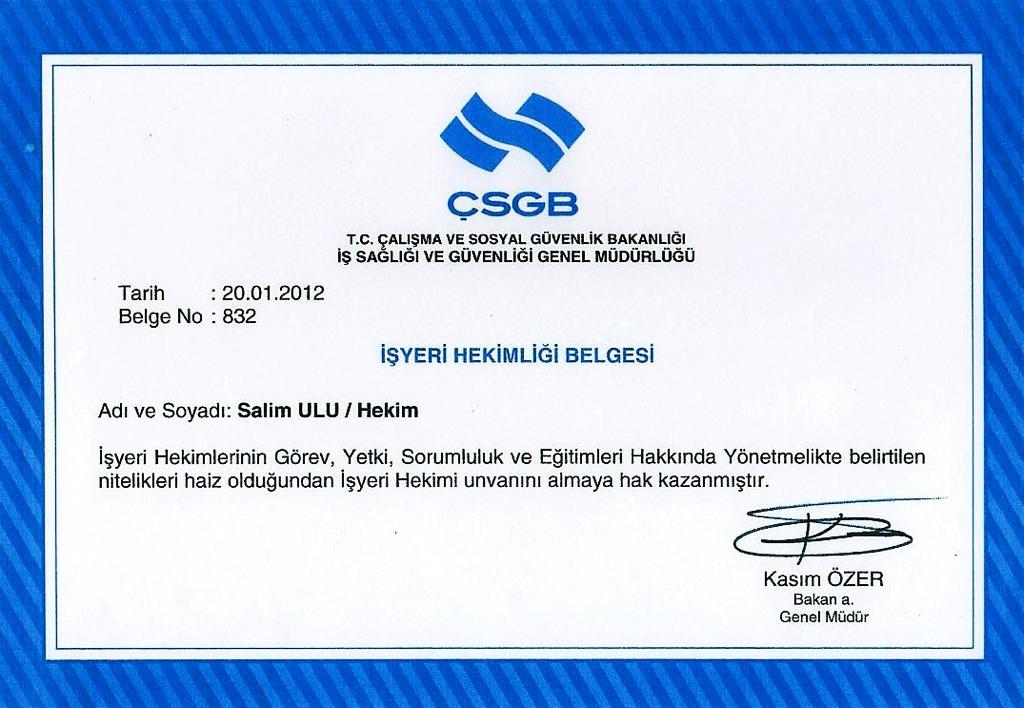 ÇSGB
T.C. ÇALIŞMA VE SOSYAL GÜVENLİK BAKANLIĞI
İŞ SAĞLIĞI VE GÜVENLİĞİ GENEL MÜDÜRLÜĞÜ
Tarih : 20.01.2012
Belge No : 832
İŞYERİ HEKİMLİĞİ BELGESİ
Adı ve Soyadı: Salim ULU / Hekim
İşyeri Hekimlerinin Görev, Yetki, Sorumluluk ve Eğitimleri Hakkında Yönetmelikte belirtilen
nitelikleri haiz olduğundan İşyeri Hekimi unvanını almaya hak kazanmıştır.
Kasım ÖZER
Bakan a.
Genel Müdür